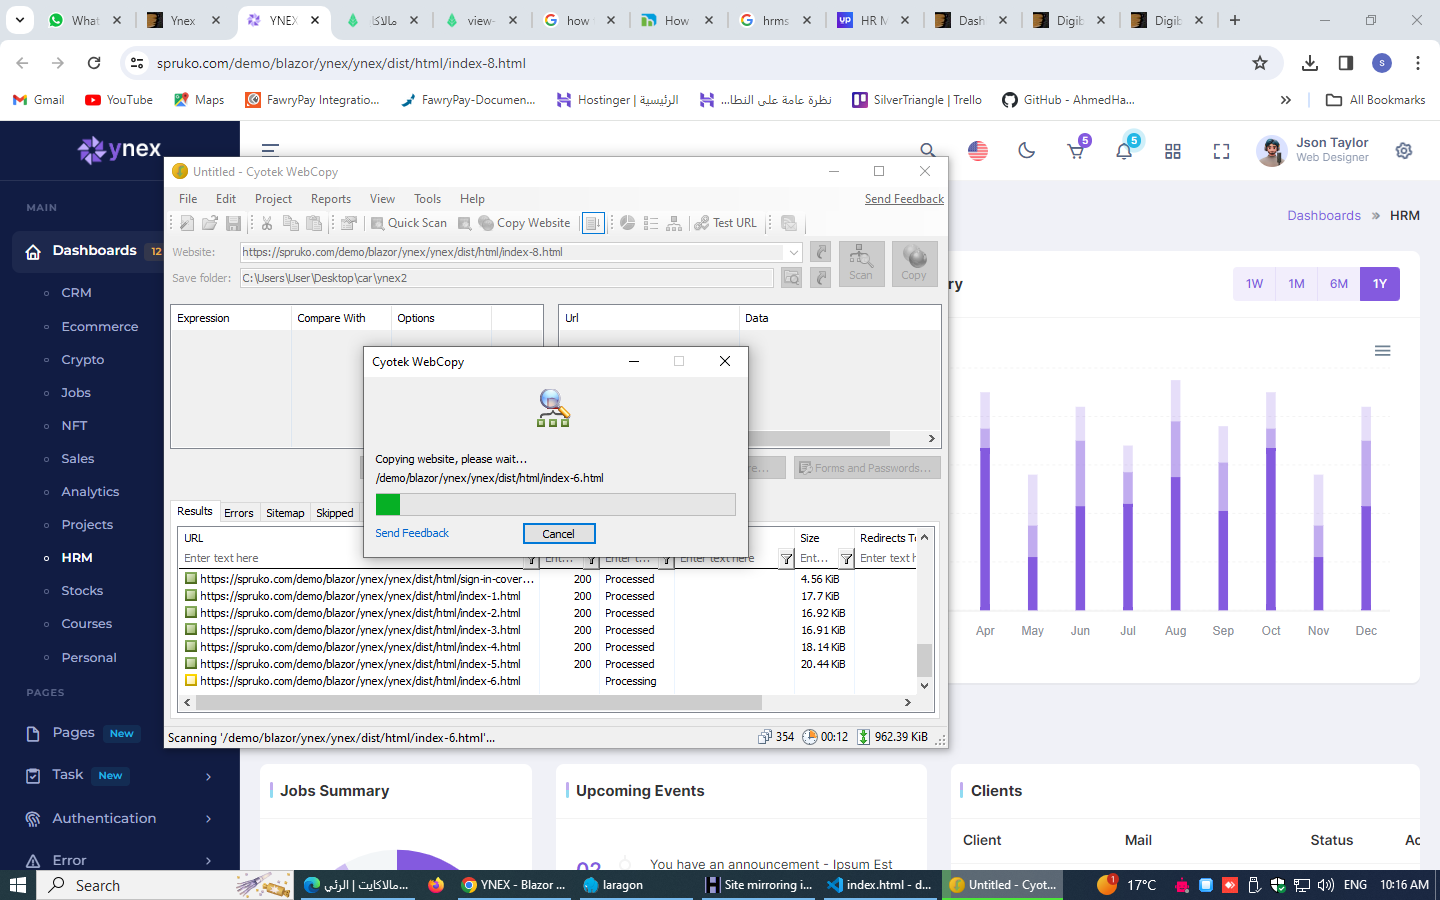 What
Ynex
YNEX
مالاكا
view-
how
How
hrms
HR M
Dash
Digib
Digib
spruko.com/demo/blazor/ynex/ynex/dist/html/index-8.html
s
Gmail
YouTube
Maps
FawryPay Integratio...
FawryPay-Documen...
الرئيسية | Hostinger
نظرة عامة على النطا...
SilverTriangle | Trello
GitHub - AhmedHa...
All Bookmarks
ynex
5
5
Json Taylor
Web Designer
MAIN
Dashboards 12
CRM
Ecommerce
Crypto
Jobs
NFT
Sales
Analytics
Projects
HRM
Stocks
Courses
Personal
PAGES
Pages New
Task New
Authentication
Error
Dashboards » HRM
ry
1W 1M 6M 1Y
Apr May Jun Jul Aug Sep Oct Nov Dec
Untitled - Cyotek WebCopy
File Edit Project Reports View Tools Help Send Feedback
Quick Scan Copy Website Test URL
Website: https://spruko.com/demo/blazor/ynex/ynex/dist/html/index-8.html
Save folder: C:\Users\User\Desktop\car\ynex2
Scan
Copy
Expression Compare With Options
Url Data
re...
Forms and Passwords...
Cyotek WebCopy
Copying website, please wait...
/demo/blazor/ynex/ynex/dist/html/index-6.html
Send Feedback
Cancel
Results Errors Sitemap Skipped
URL Size Redirects To
Enter text here Ent... Enter t... Enter text here Ent... Enter text h
https://spruko.com/demo/blazor/ynex/ynex/dist/html/sign-in-cover... 200 Processed 4.56 KiB
https://spruko.com/demo/blazor/ynex/ynex/dist/html/index-1.html 200 Processed 17.7 KiB
https://spruko.com/demo/blazor/ynex/ynex/dist/html/index-2.html 200 Processed 16.92 KiB
https://spruko.com/demo/blazor/ynex/ynex/dist/html/index-3.html 200 Processed 16.91 KiB
https://spruko.com/demo/blazor/ynex/ynex/dist/html/index-4.html 200 Processed 18.14 KiB
https://spruko.com/demo/blazor/ynex/ynex/dist/html/index-5.html 200 Processed 20.44 KiB
https://spruko.com/demo/blazor/ynex/ynex/dist/html/index-6.html Processing
Scanning '/demo/blazor/ynex/ynex/dist/html/index-6.html'... 354 00:12 962.39 KiB
Jobs Summary
Upcoming Events
You have an announcement - Ipsum Est
Clients
Client Mail Status Ac
Search
مالاكايت | الرئي...
YNEX - Blazor ...
laragon
Site mirroring i...
index.html - d...
Untitled - Cyot...
1
17°C
ENG
10:16 AM